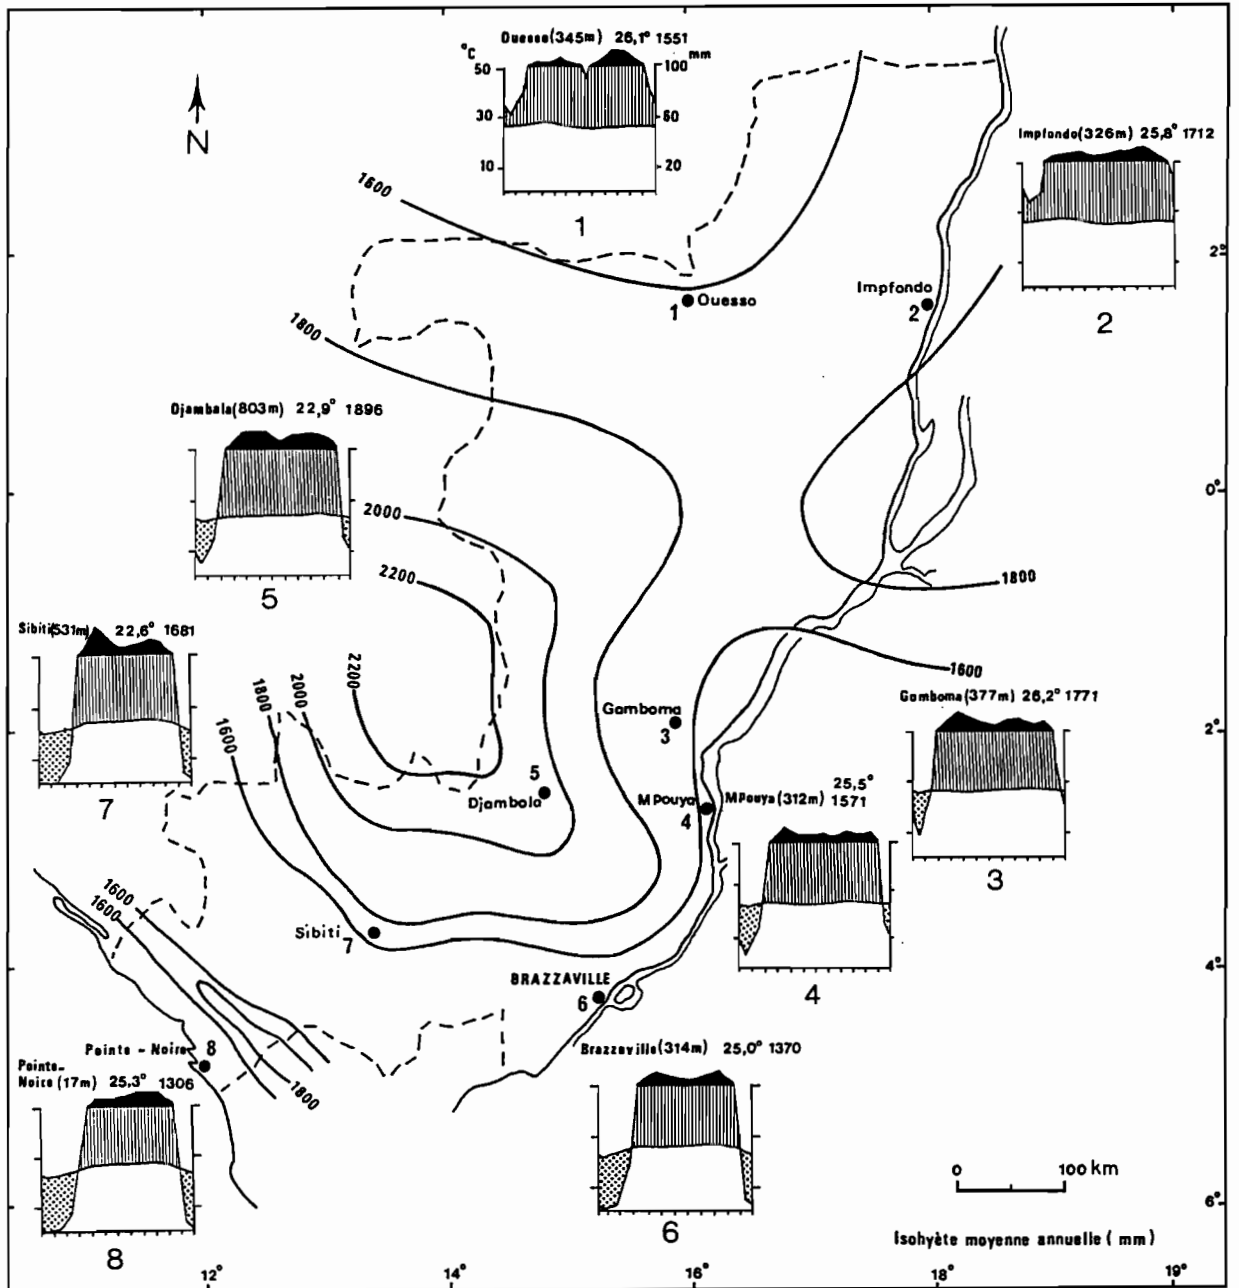 Ouesso (345m) 26,1° 1551
°C
mm
50
100
30
60
10
20
1
N
Impfondo (326m) 25,8° 1712
2
1600
2°
1 Ouesso
Impfondo
2
1800
Djambala (803m) 22,9° 1896
5
2000
2200
0°
1800
1600
Sibiti (531m) 22,6° 1681
7
2200
2000
1800
1600
Gamboma
3
Gamboma (377m) 26,2° 1771
3
2°
5
Djambala
MPouya
4
25,5°
MPouya (312m) 1571
4
1600
1600
Sibiti 7
4°
BRAZZAVILLE
6
Pointe - Noire 8
Pointe-
Noire (17m) 25,3° 1306
8
1800
Brazzaville (314m) 25,0° 1370
6
0 100 km
6°
Isohyète moyenne annuelle ( mm )
12° 14° 16° 18° 19°